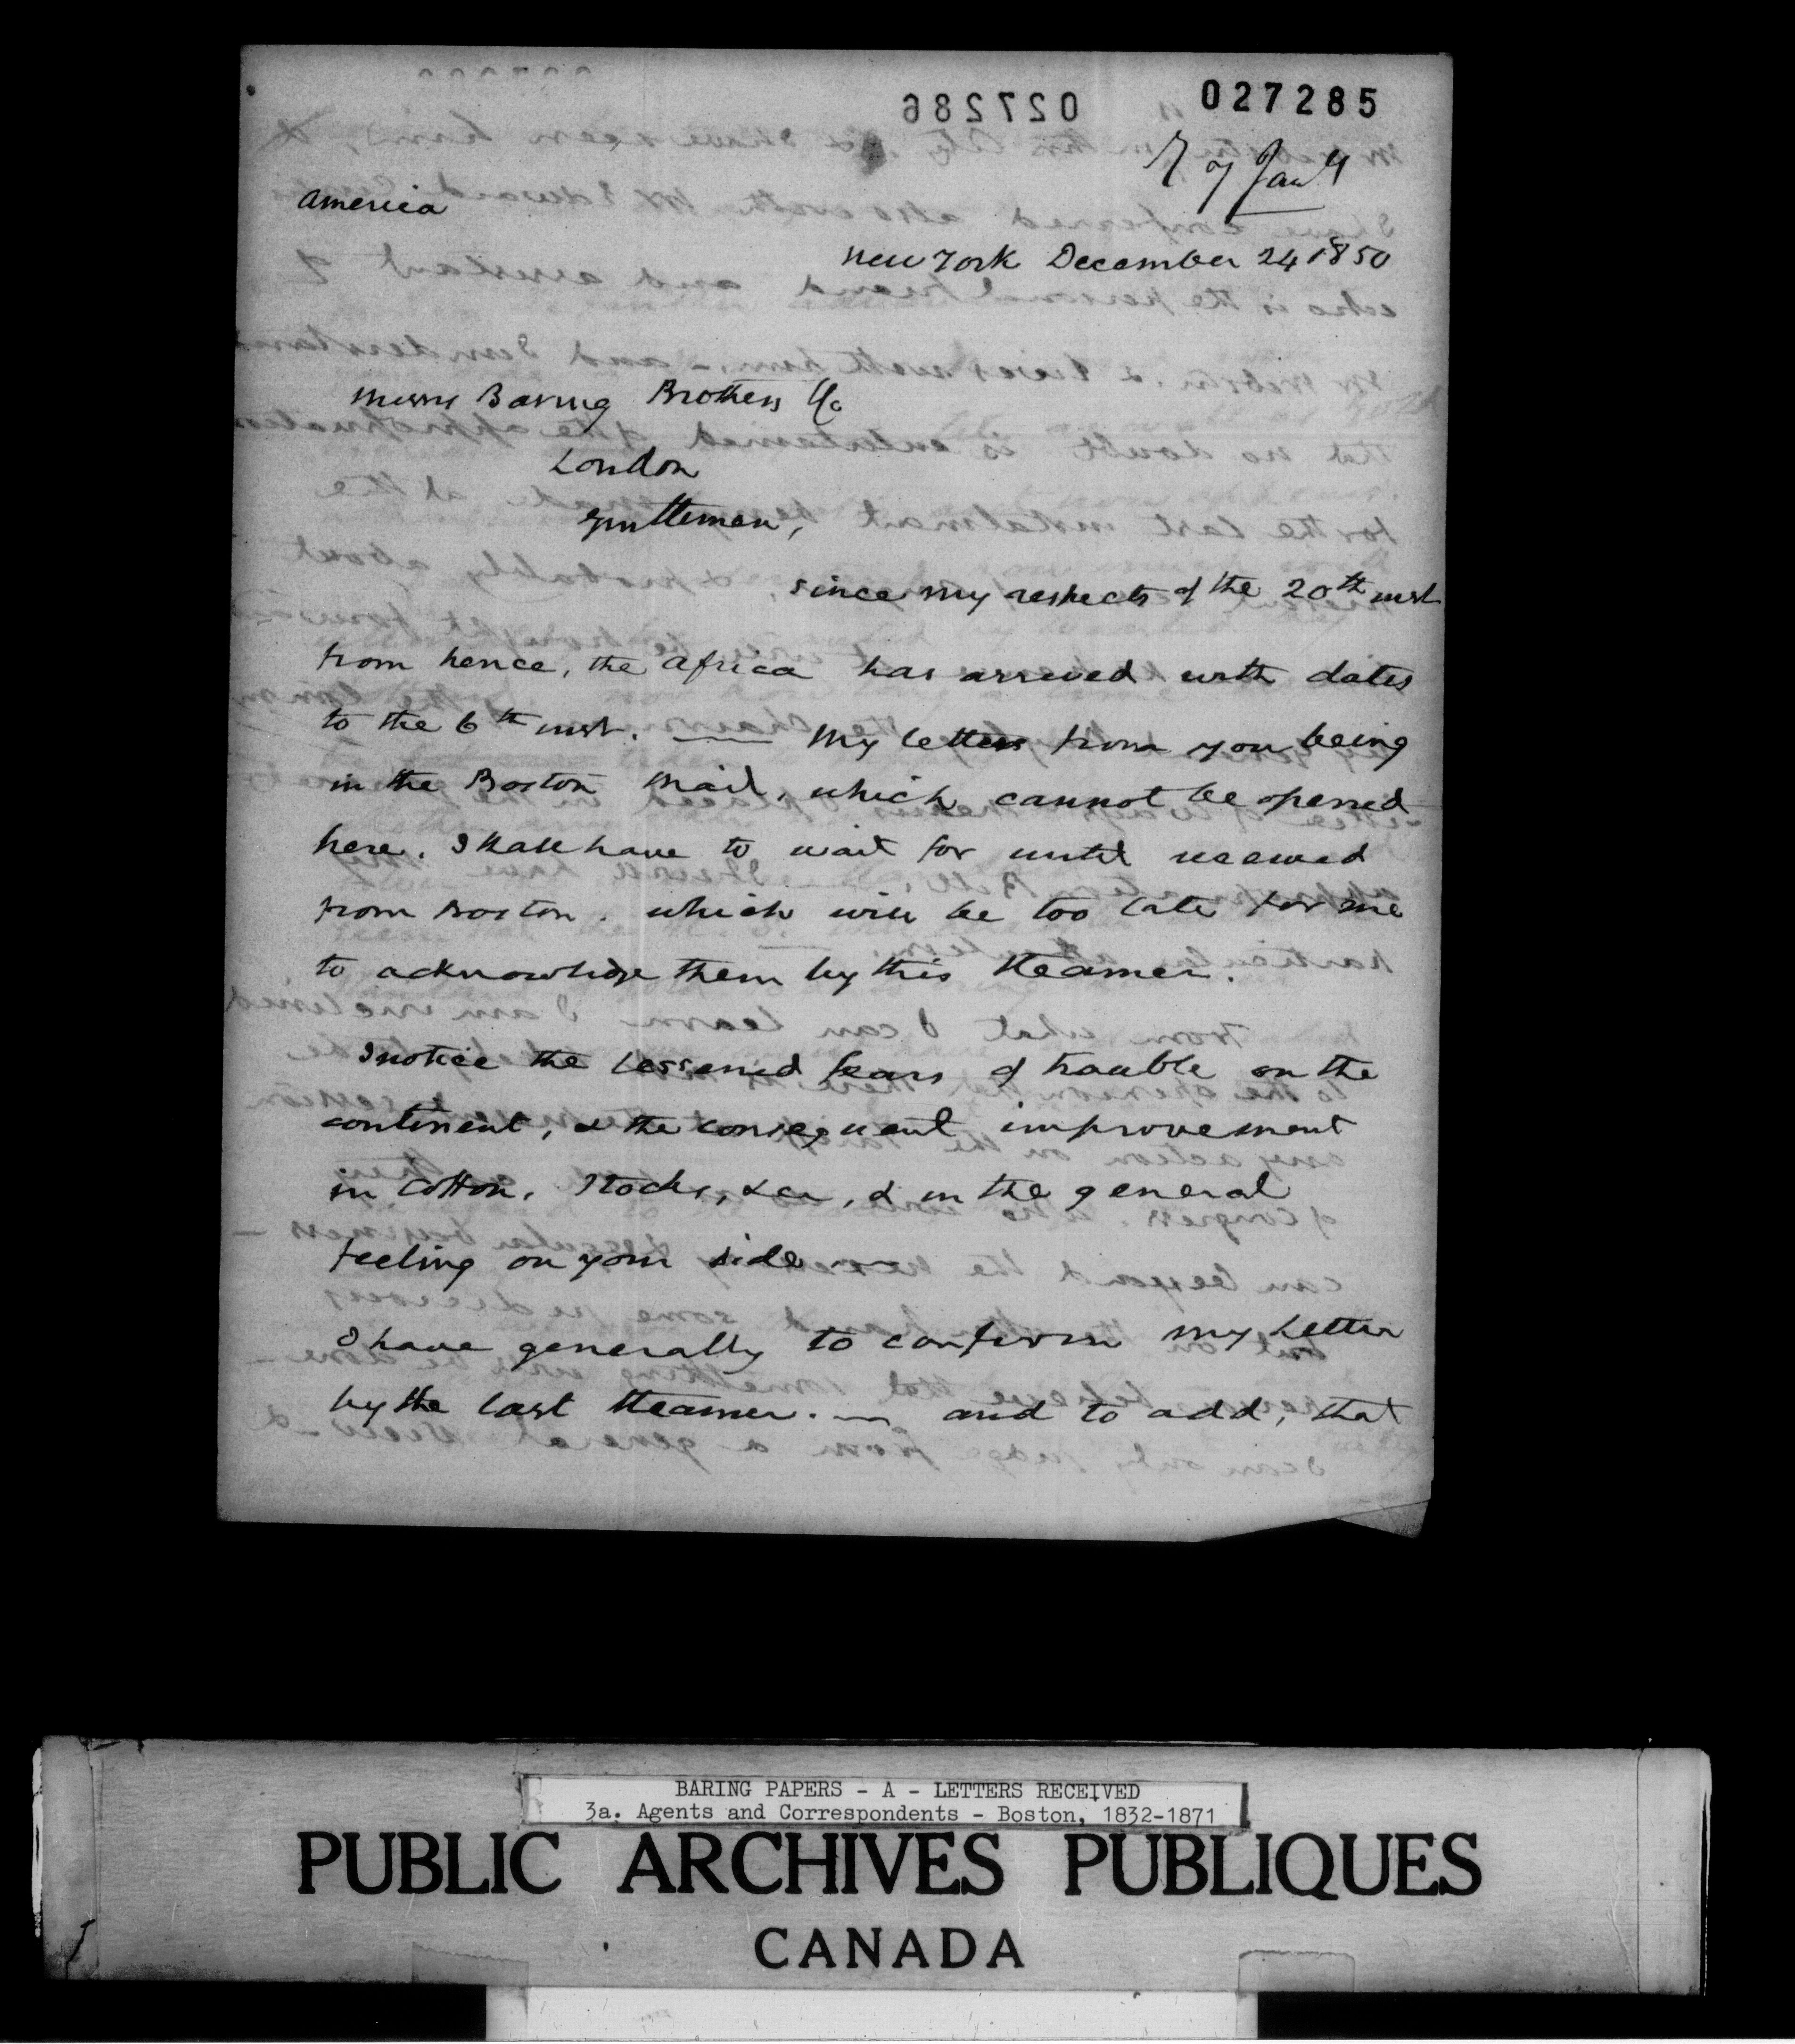 027285
027286
R 7 Jany
America
New York December 24 1850
Messrs Baring Brothers & Co
London
Gentlemen,
Since my respects of the 20th inst
from hence, the Africa has arrived with dates
to the 6th inst. — My letters from you being
in the Boston Mail, which cannot be opened
here. I shall have to wait for until received
from Boston. which will be too late for me
to acknowledge them by this Steamer.
I notice the lessened fears of trouble on the
continent, & the consequent improvement
in Cotton, Stocks, &ca, & in the general
feeling on your side —
I have generally to confirm my Letter
by the last Steamer. — and to add, that
BARING PAPERS - A - LETTERS RECEIVED
3a. Agents and Correspondents - Boston, 1832-1871
PUBLIC ARCHIVES PUBLIQUES
CANADA